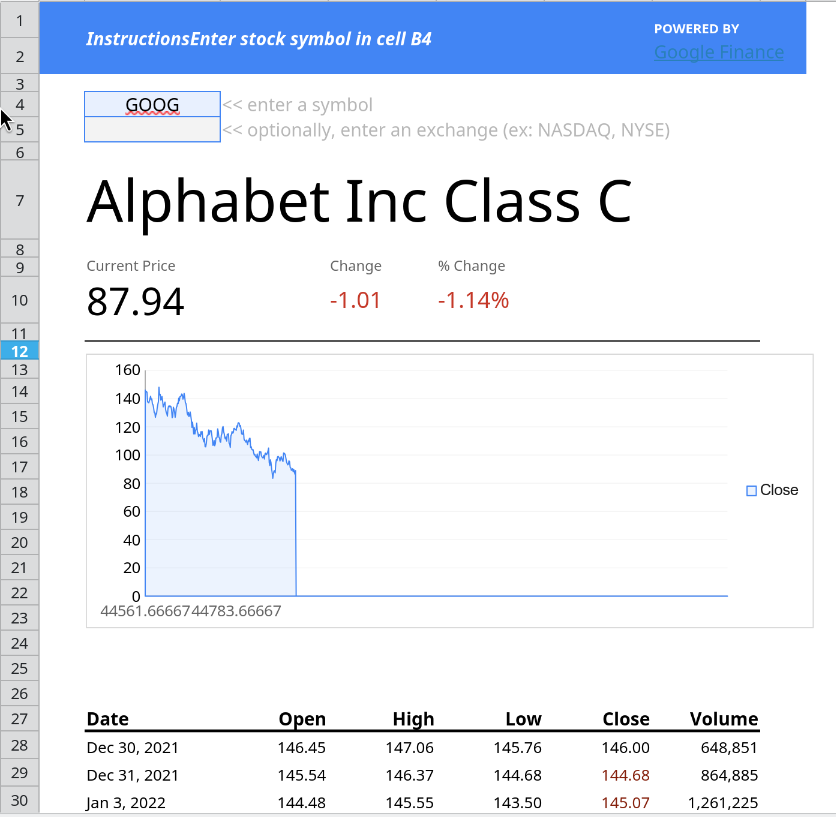 1
InstructionsEnter stock symbol in cell B4
POWERED BY
2
Google Finance
3
4
GOOG
<< enter a symbol
5
<< optionally, enter an exchange (ex: NASDAQ, NYSE)
6
7
Alphabet Inc Class C
8
9
Current Price Change % Change
10
87.94 -1.01 -1.14%
11
12
13
160
14
140
15
120
16
100
17
80
18
Close
19
60
20
40
21
20
22
0
23
44561.66667 44783.66667
24
25
26
27 Date Open High Low Close Volume
28 Dec 30, 2021 146.45 147.06 145.76 146.00 648,851
29 Dec 31, 2021 145.54 146.37 144.68 144.68 864,885
30 Jan 3, 2022 144.48 145.55 143.50 145.07 1,261,225